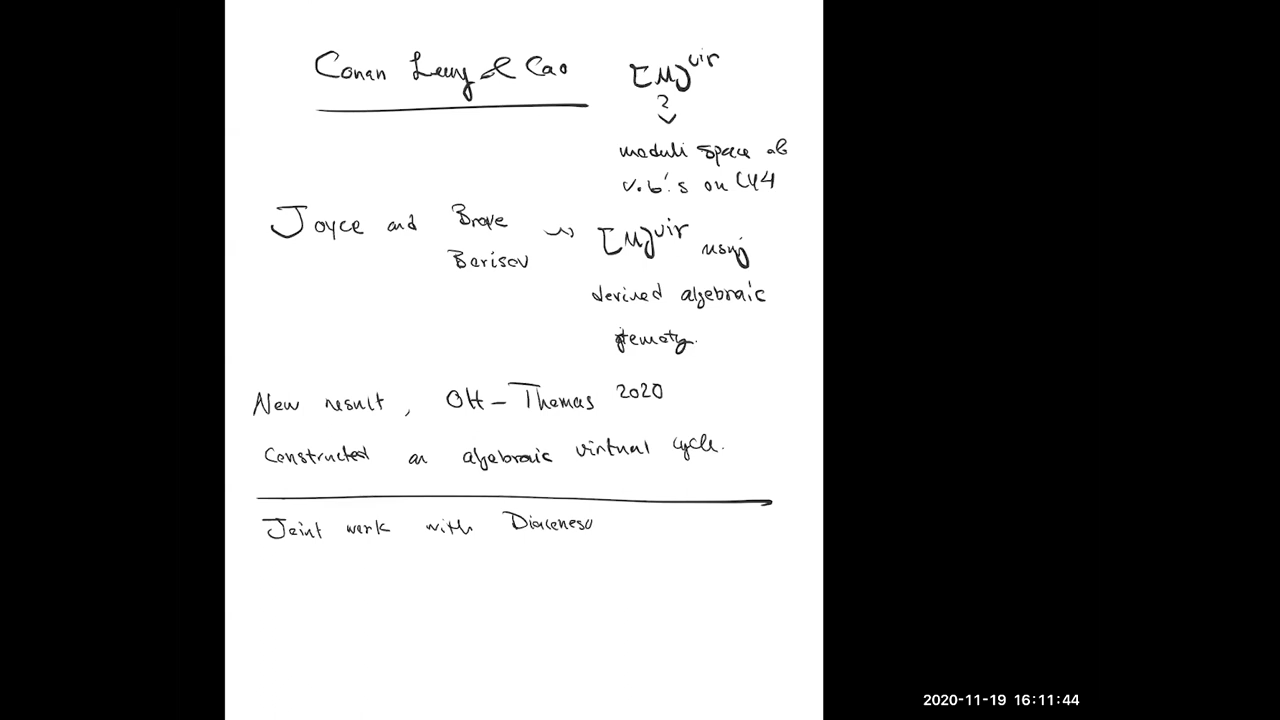 Conan Leung & Cao [M]^vir
?
moduli space of
v.b.'s on CY4
Joyce and Brave
Borisov ⇝ [M]^vir using
derived algebraic
geometry.
New result, OH - Thomas 2020
Constructed an algebraic virtual cycle.
Joint work with Diaconescu
2020-11-19 16:11:44